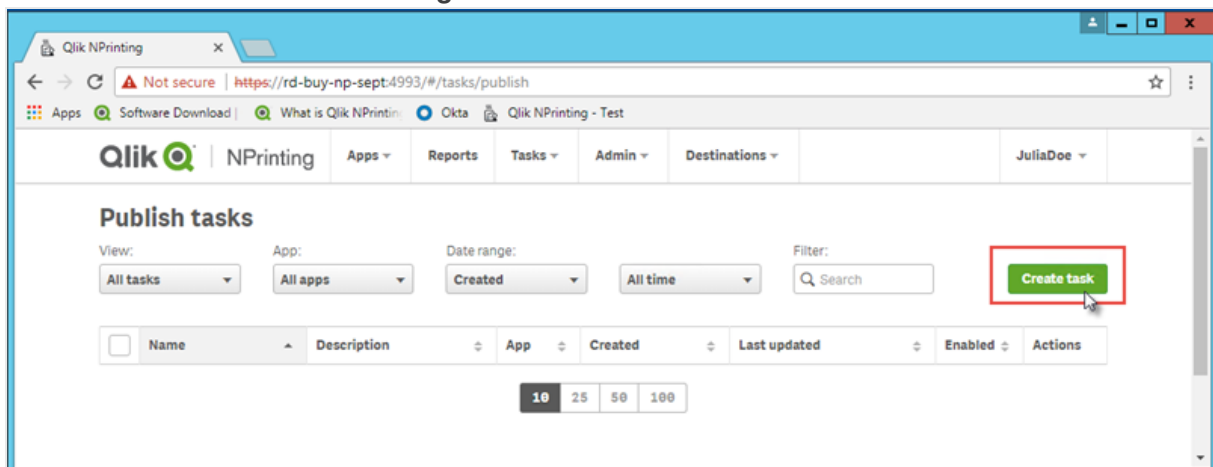 Qlik NPrinting
Not secure | https://rd-buy-np-sept:4993/#/tasks/publish
Apps Software Download | What is Qlik NPrintin Okta Qlik NPrinting - Test
Qlik NPrinting Apps Reports Tasks Admin Destinations JuliaDoe
Publish tasks
View: App: Date range: Filter:
All tasks All apps Created All time Search Create task
Name Description App Created Last updated Enabled Actions
10 25 50 100